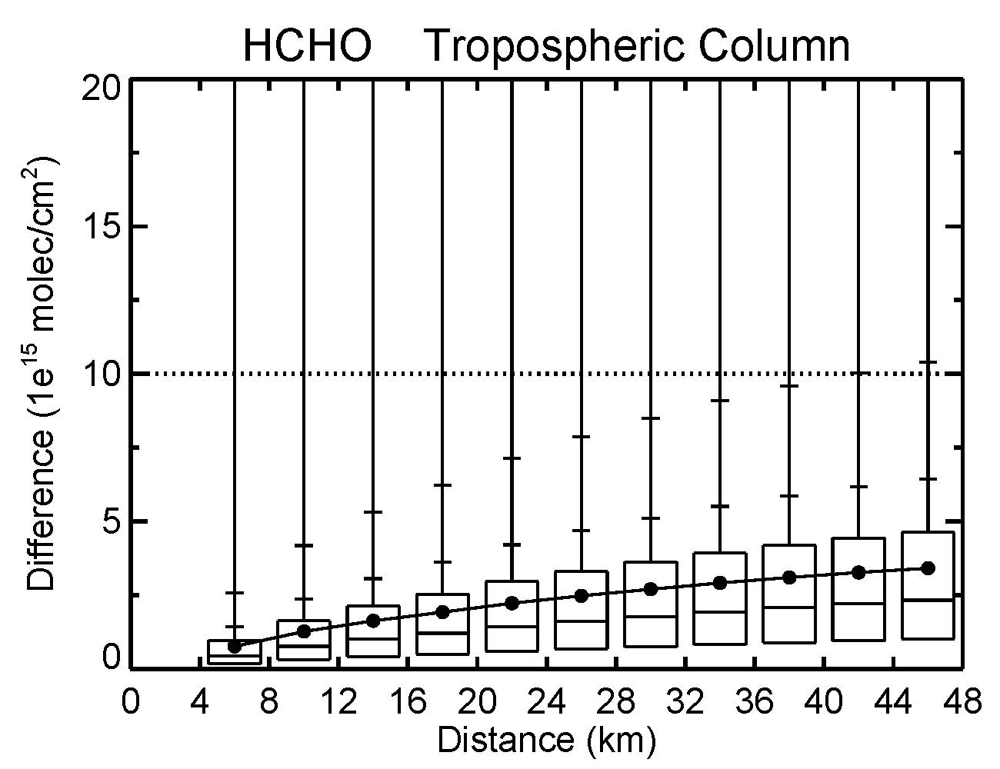 HCHO Tropospheric Column
Difference (1e¹⁵ molec/cm²)
20
15
10
5
0
0 4 8 12 16 20 24 28 32 36 40 44 48
Distance (km)